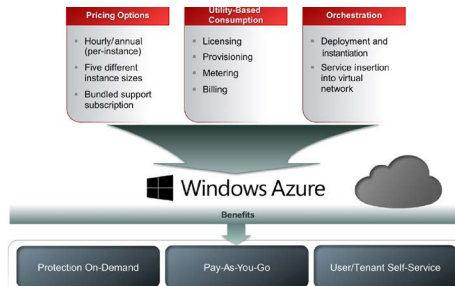 Pricing Options
Hourly/annual
(per-instance)
Five different
instance sizes
Bundled support
subscription
Utility-Based
Consumption
Licensing
Provisioning
Metering
Billing
Orchestration
Deployment and
instantiation
Service insertion
into virtual
network
Windows Azure
Benefits
Protection On-Demand
Pay-As-You-Go
User/Tenant Self-Service